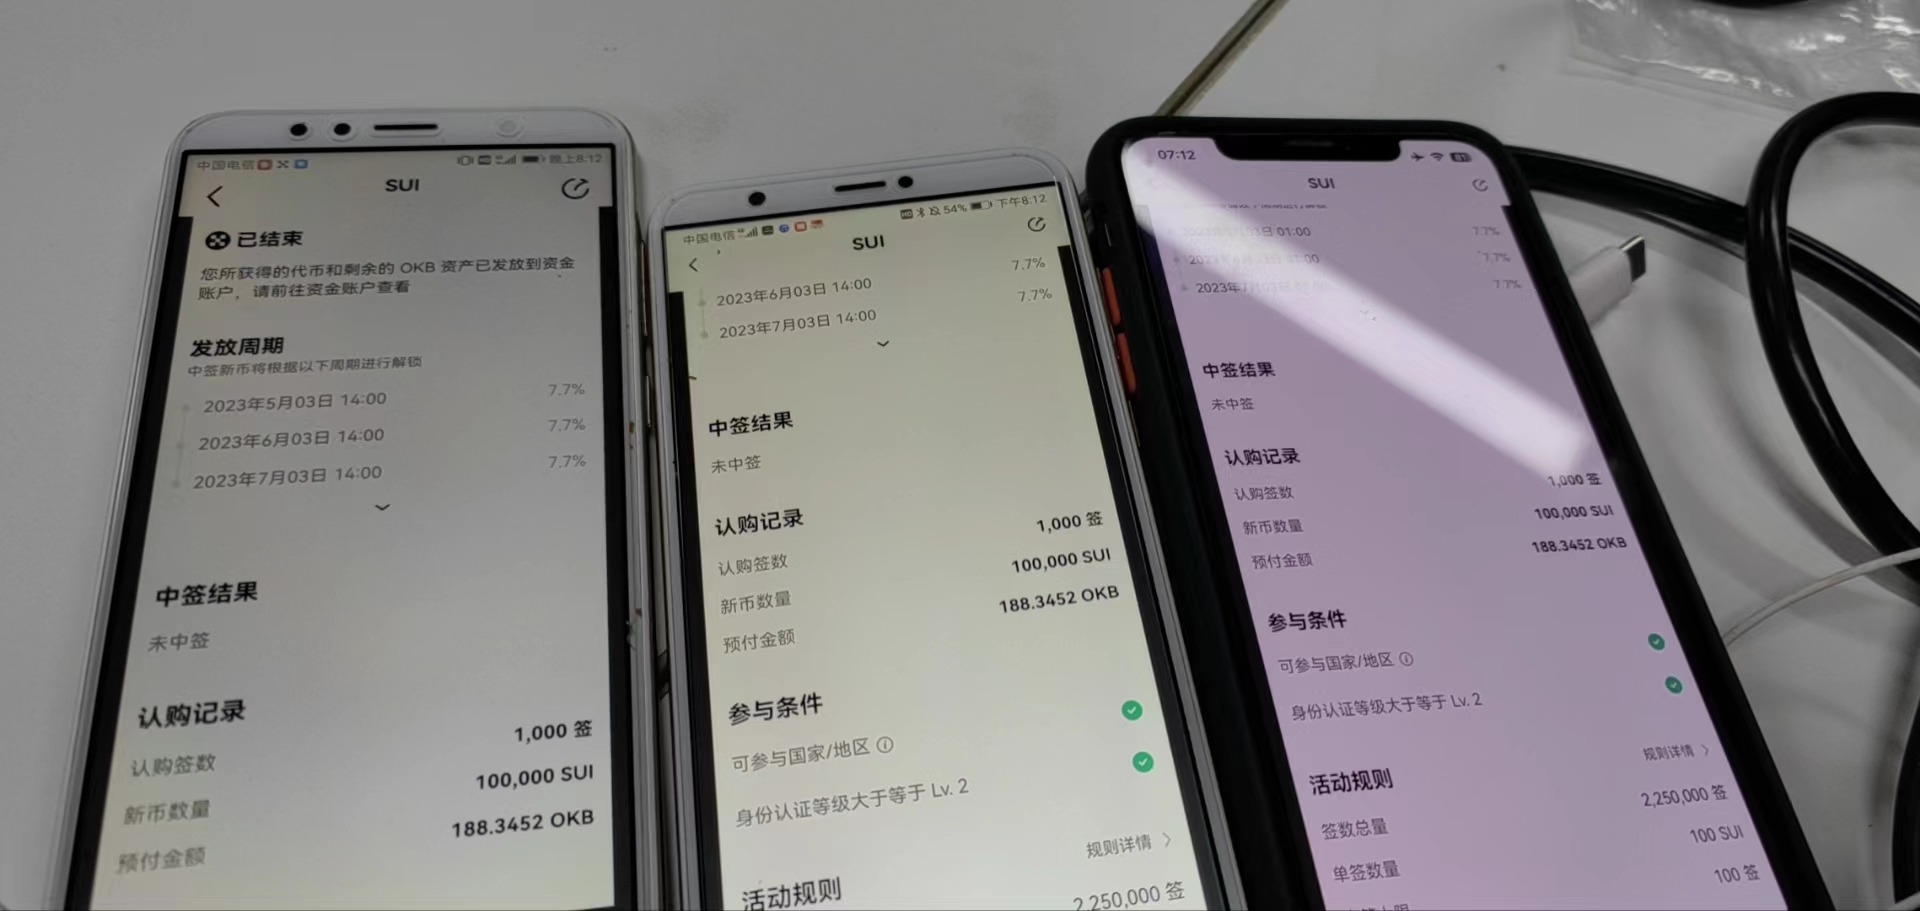 中国电信
晚上8:12
SUI
已结束
您所获得的代币和剩余的 OKB 资产已发放到资金
账户，请前往资金账户查看
发放周期
中签新币将根据以下周期进行解锁
2023年5月03日 14:00 7.7%
2023年6月03日 14:00 7.7%
2023年7月03日 14:00 7.7%
中签结果
未中签
认购记录
认购签数 1,000 签
新币数量 100,000 SUI
预付金额 188.3452 OKB
中国电信
54% 下午8:12
SUI
2023年6月03日 14:00 7.7%
2023年7月03日 14:00 7.7%
中签结果
未中签
认购记录
认购签数 1,000 签
新币数量 100,000 SUI
预付金额 188.3452 OKB
参与条件
可参与国家/地区
身份认证等级大于等于 Lv. 2
规则详情
活动规则
2,250,000 签
07:12
SUI
01:00 7.7%
7.7%
2023年 7.7%
中签结果
未中签
认购记录
认购签数 1,000 签
新币数量 100,000 SUI
预付金额 188.3452 OKB
参与条件
可参与国家/地区
身份认证等级大于等于 Lv. 2
活动规则 规则详情
签数总量 2,250,000 签
单签数量 100 SUI
100 签